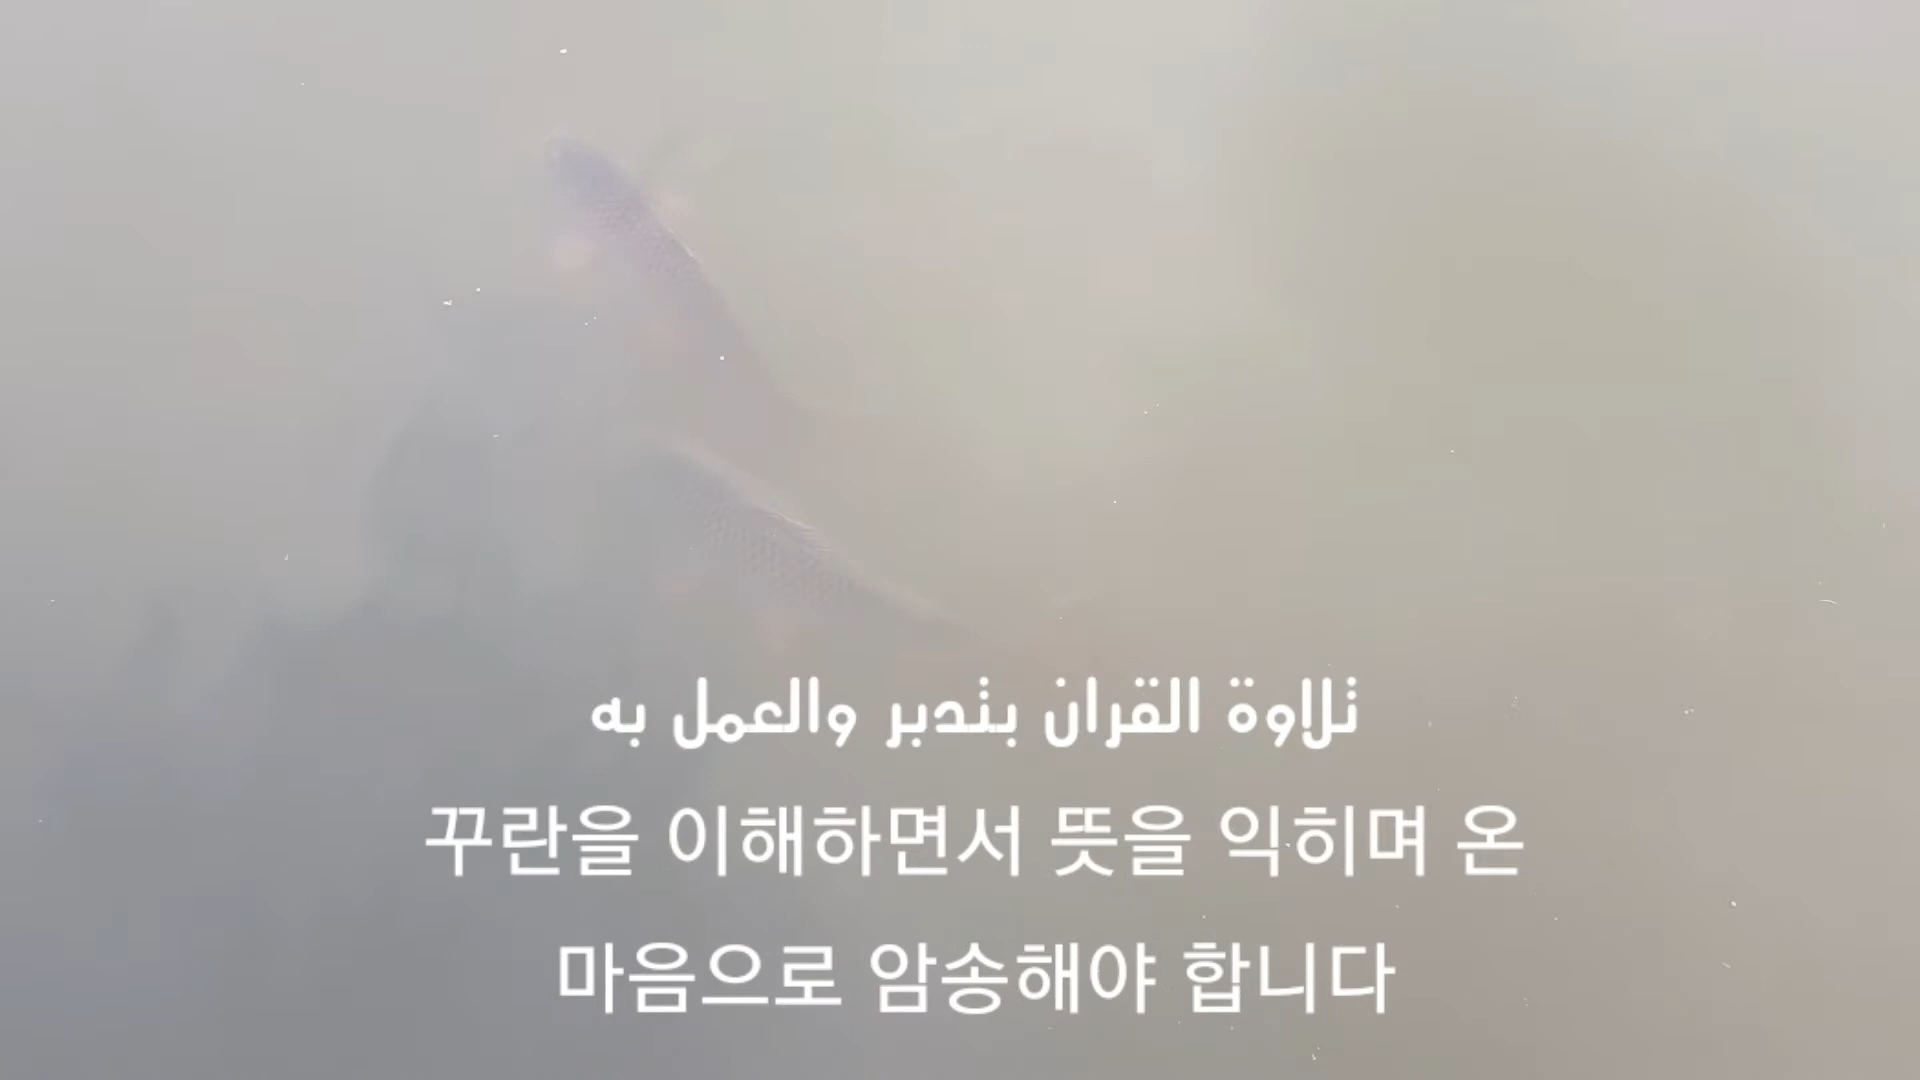 تلاوة القران بتدبر والعمل به
꾸란을 이해하면서 뜻을 익히며 온
마음으로 암송해야 합니다